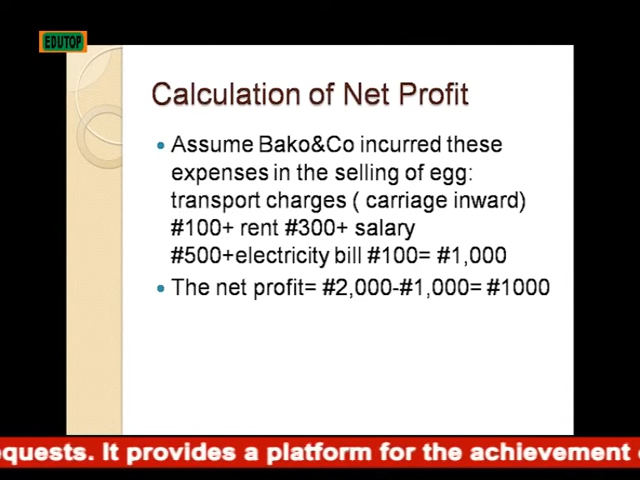 EDUTOP
Calculation of Net Profit
Assume Bako&Co incurred these
expenses in the selling of egg:
transport charges ( carriage inward)
#100+ rent #300+ salary
#500+electricity bill #100= #1,000
The net profit= #2,000-#1,000= #1000
equests. It provides a platform for the achievement